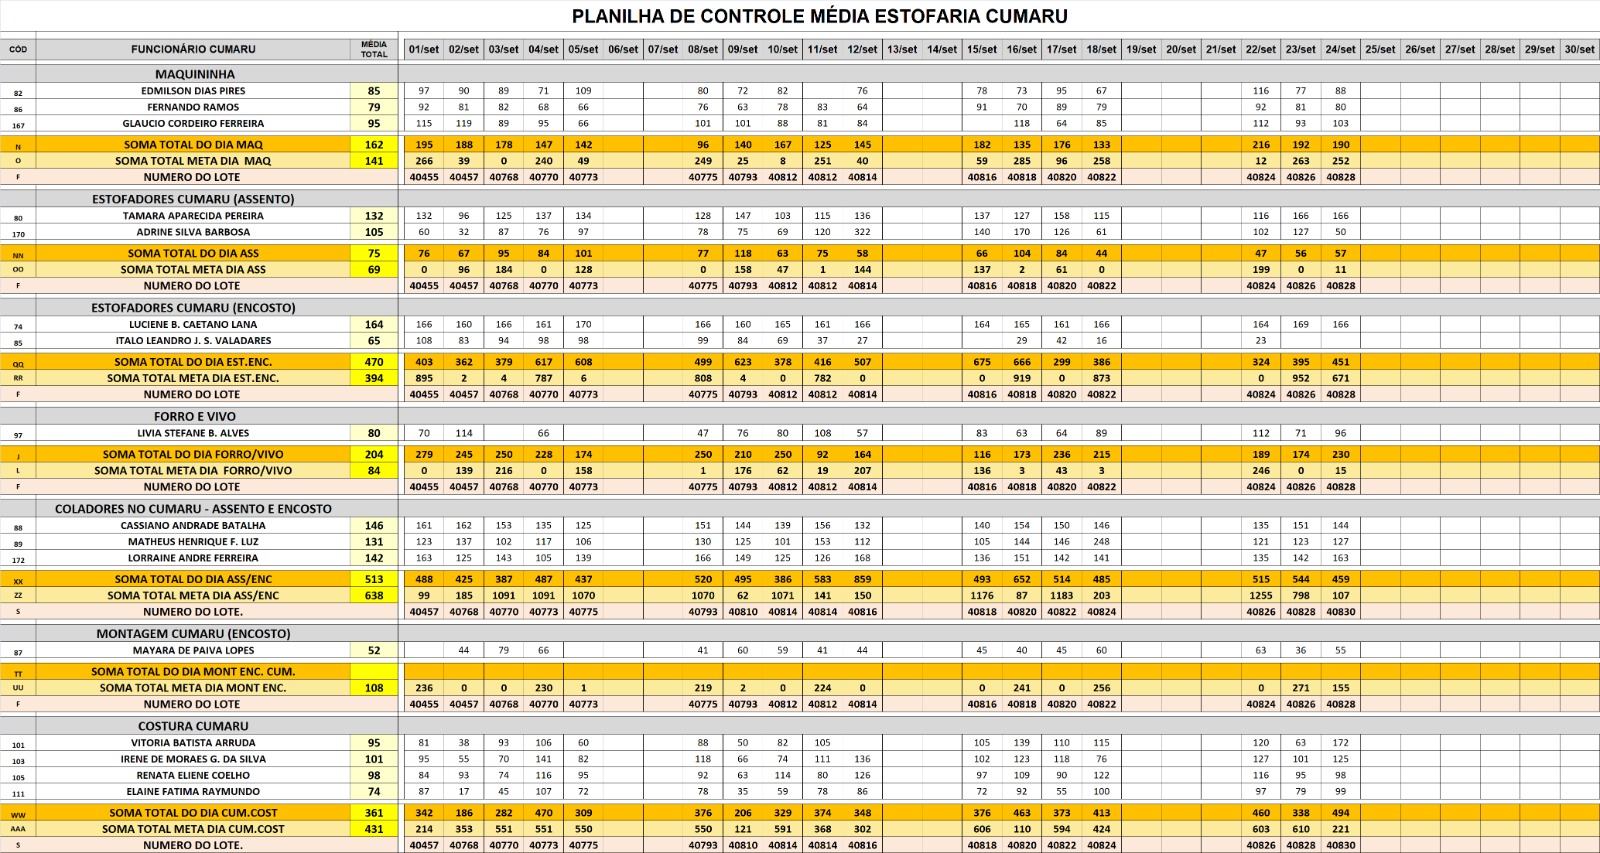 PLANILHA DE CONTROLE MÉDIA ESTOFARIA CUMARU
CÓD FUNCIONÁRIO CUMARU MÉDIA TOTAL 01/set 02/set 03/set 04/set 05/set 06/set 07/set 08/set 09/set 10/set 11/set 12/set 13/set 14/set 15/set 16/set 17/set 18/set 19/set 20/set 21/set 22/set 23/set 24/set 25/set 26/set 27/set 28/set 29/set 30/set
MAQUININHA
82 EDMILSON DIAS PIRES 85 97 90 89 71 109 80 72 82 76 78 73 95 67 116 77 88
86 FERNANDO RAMOS 79 92 81 82 68 66 76 63 78 83 64 91 70 89 79 92 81 80
167 GLAUCIO CORDEIRO FERREIRA 95 115 119 89 95 66 101 101 88 81 84 118 64 85 112 93 103
N SOMA TOTAL DO DIA MAQ 162 195 188 178 147 142 96 140 167 125 145 182 135 176 133 216 192 190
O SOMA TOTAL META DIA MAQ 141 266 39 0 240 49 249 25 8 251 40 59 285 96 258 12 263 252
F NUMERO DO LOTE 40455 40457 40768 40770 40773 40775 40793 40812 40812 40814 40816 40818 40820 40822 40824 40826 40828
ESTOFADORES CUMARU (ASSENTO)
80 TAMARA APARECIDA PEREIRA 132 132 96 125 137 134 128 147 103 115 136 137 127 158 115 116 166 166
170 ADRINE SILVA BARBOSA 105 60 32 87 76 97 78 75 69 120 322 140 170 126 61 102 127 50
NN SOMA TOTAL DO DIA ASS 75 76 67 95 84 101 77 118 63 75 58 66 104 84 44 47 56 57
OO SOMA TOTAL META DIA ASS 69 0 96 184 0 128 0 158 47 1 144 137 2 61 0 199 0 11
F NUMERO DO LOTE 40455 40457 40768 40770 40773 40775 40793 40812 40812 40814 40816 40818 40820 40822 40824 40826 40828
ESTOFADORES CUMARU (ENCOSTO)
74 LUCIENE B. CAETANO LANA 164 166 160 166 161 170 166 160 165 161 166 164 165 161 166 164 169 166
85 ITALO LEANDRO J. S. VALADARES 65 108 83 94 98 98 99 84 69 37 27 29 42 16 23
QQ SOMA TOTAL DO DIA EST.ENC. 470 403 362 379 617 608 499 623 378 416 507 675 666 299 386 324 395 451
RR SOMA TOTAL META DIA EST.ENC. 394 895 2 4 787 6 808 4 0 782 0 0 919 0 873 0 952 671
F NUMERO DO LOTE 40455 40457 40768 40770 40773 40775 40793 40812 40812 40814 40816 40818 40820 40822 40824 40826 40828
FORRO E VIVO
97 LIVIA STEFANE B. ALVES 80 70 114 66 47 76 80 108 57 83 63 64 89 112 71 96
J SOMA TOTAL DO DIA FORRO/VIVO 204 279 245 250 228 174 250 210 250 92 164 116 173 236 215 189 174 230
L SOMA TOTAL META DIA FORRO/VIVO 84 0 139 216 0 158 1 176 62 19 207 136 3 43 3 246 0 15
F NUMERO DO LOTE 40455 40457 40768 40770 40773 40775 40793 40812 40812 40814 40816 40818 40820 40822 40824 40826 40828
COLADORES NO CUMARU - ASSENTO E ENCOSTO
88 CASSIANO ANDRADE BATALHA 146 161 162 153 135 125 151 144 139 156 132 140 154 150 146 135 151 144
89 MATHEUS HENRIQUE F. LUZ 131 123 137 102 117 106 130 125 101 153 112 105 144 146 248 121 123 127
172 LORRAINE ANDRE FERREIRA 142 163 125 143 105 139 166 149 125 126 168 136 151 142 141 135 142 163
XX SOMA TOTAL DO DIA ASS/ENC 513 488 425 387 487 437 520 495 386 583 859 493 652 514 485 515 544 459
ZZ SOMA TOTAL META DIA ASS/ENC 638 99 185 1091 1091 1070 1070 62 1071 141 150 1176 87 1183 203 1255 798 107
S NUMERO DO LOTE. 40457 40768 40770 40773 40775 40793 40810 40814 40814 40816 40818 40820 40822 40824 40826 40828 40830
MONTAGEM CUMARU (ENCOSTO)
87 MAYARA DE PAIVA LOPES 52 44 79 66 41 60 59 41 44 45 40 45 60 63 36 55
TT SOMA TOTAL DO DIA MONT ENC. CUM.
UU SOMA TOTAL META DIA MONT ENC. 108 236 0 0 230 1 219 2 0 224 0 0 241 0 256 0 271 155
F NUMERO DO LOTE 40455 40457 40768 40770 40773 40775 40793 40812 40812 40814 40816 40818 40820 40822 40824 40826 40828
COSTURA CUMARU
101 VITORIA BATISTA ARRUDA 95 81 38 93 106 60 88 50 82 105 105 139 110 115 120 63 172
103 IRENE DE MORAES G. DA SILVA 101 95 55 70 141 82 118 66 74 111 136 102 123 118 76 127 101 125
105 RENATA ELIENE COELHO 98 84 93 74 116 95 92 63 114 80 126 97 109 90 122 116 95 98
111 ELAINE FATIMA RAYMUNDO 74 87 17 45 107 72 78 35 59 78 86 72 92 55 100 97 79 99
WW SOMA TOTAL DO DIA CUM.COST 361 342 186 282 470 309 376 206 329 374 348 376 463 373 413 460 338 494
AAA SOMA TOTAL META DIA CUM.COST 431 214 353 551 551 550 550 121 591 368 302 606 110 594 424 603 610 221
S NUMERO DO LOTE. 40457 40768 40770 40773 40775 40793 40810 40814 40814 40816 40818 40820 40822 40824 40826 40828 40830